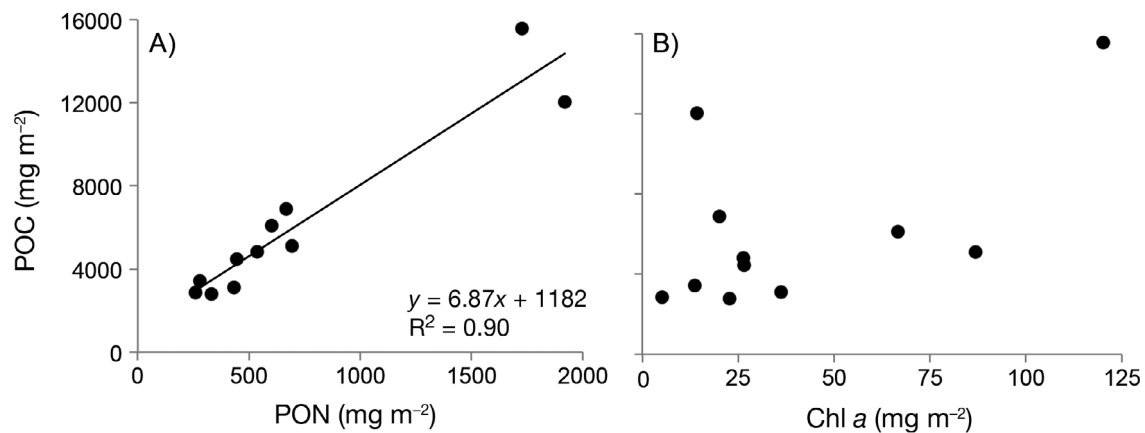 A)
16000
12000
8000
4000
0
POC (mg m⁻²)
y = 6.87x + 1182
R² = 0.90
0 500 1000 1500 2000
PON (mg m⁻²)
B)
0 25 50 75 100 125
Chl a (mg m⁻²)